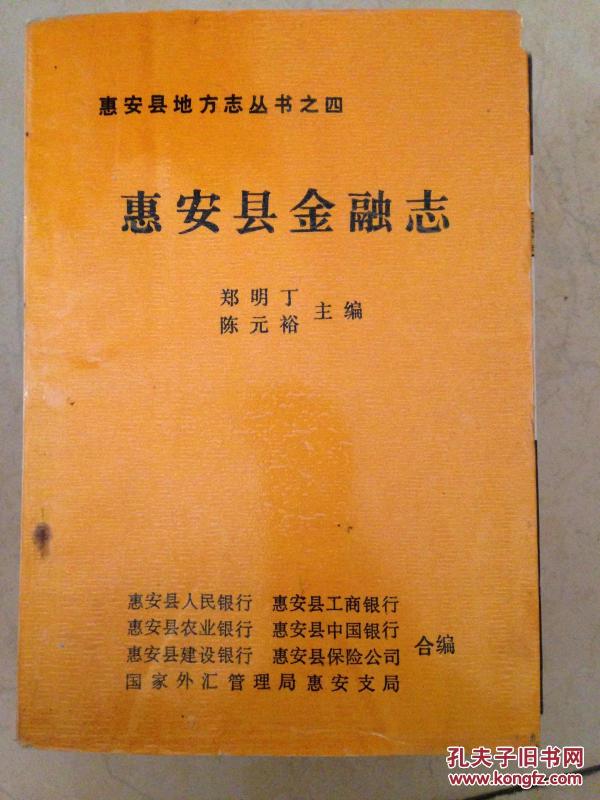 惠安县地方志丛书之四
惠安县金融志
郑明丁
陈元裕
主编
惠安县人民银行 惠安县工商银行
惠安县农业银行 惠安县中国银行
惠安县建设银行 惠安县保险公司
国家外汇管理局惠安支局
合编
孔夫子旧书网
www.kongfz.com